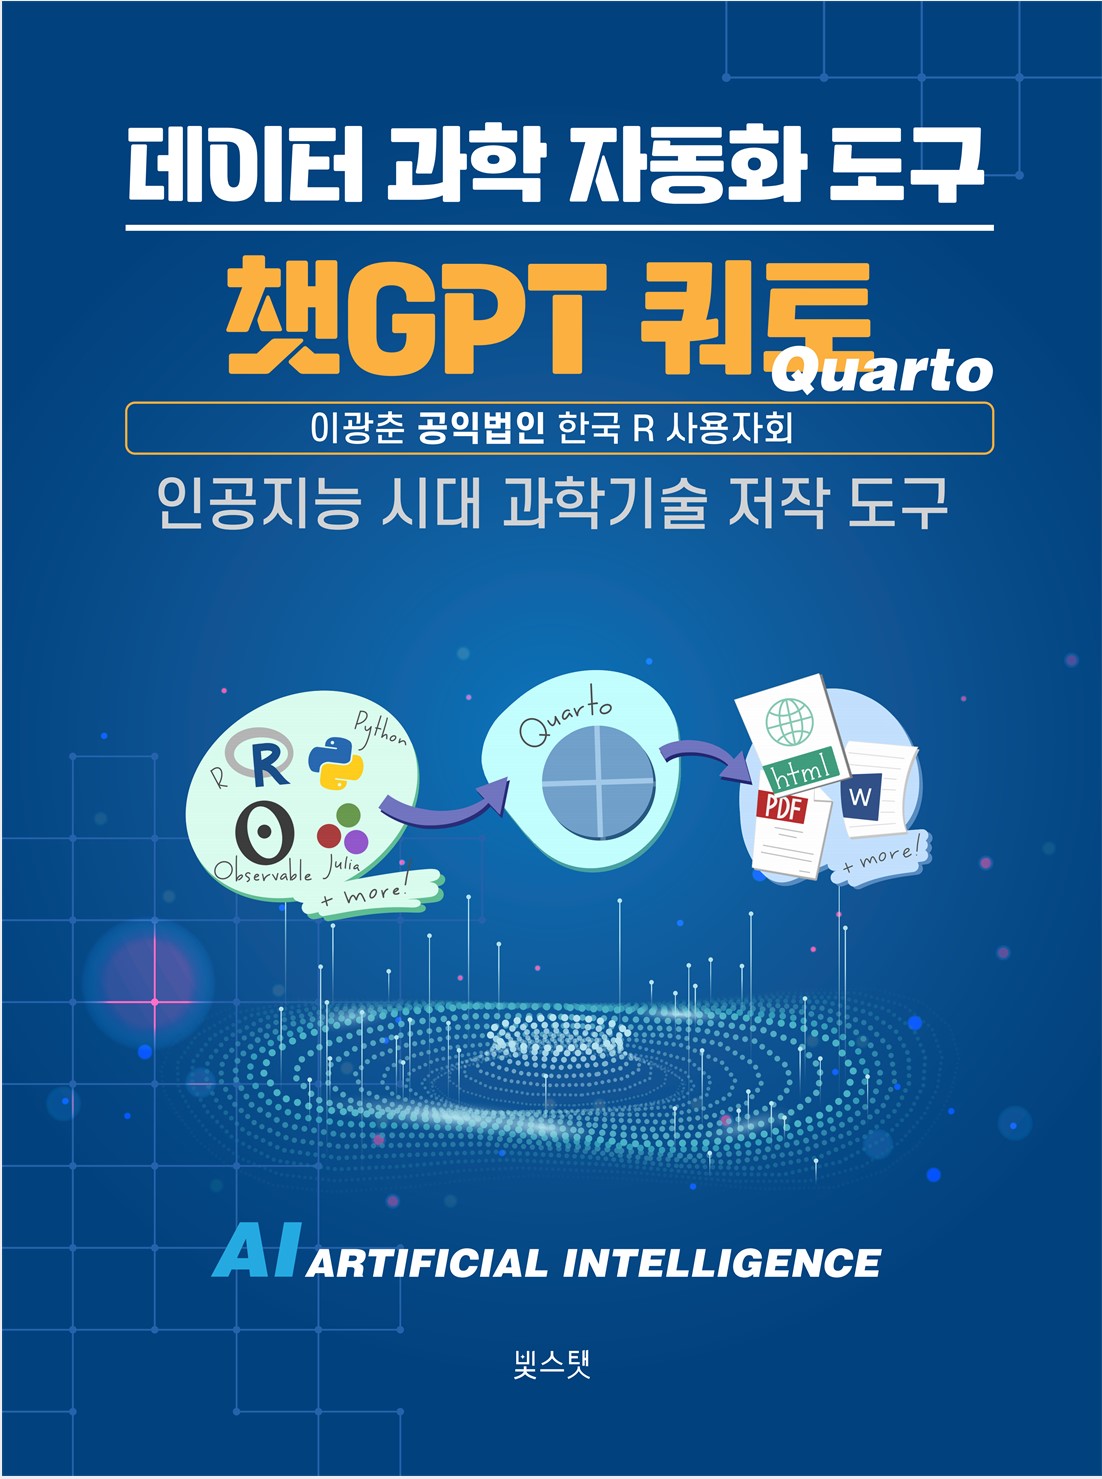 데이터 과학 자동화 도구
챗GPT 쿼토
Quarto
이광춘 공익법인 한국 R 사용자회
인공지능 시대 과학기술 저작 도구
Python
R
R
Observable
Julia
+ more!
Quarto
html
PDF
W
+ more!
AI ARTIFICIAL INTELLIGENCE
빛스탯